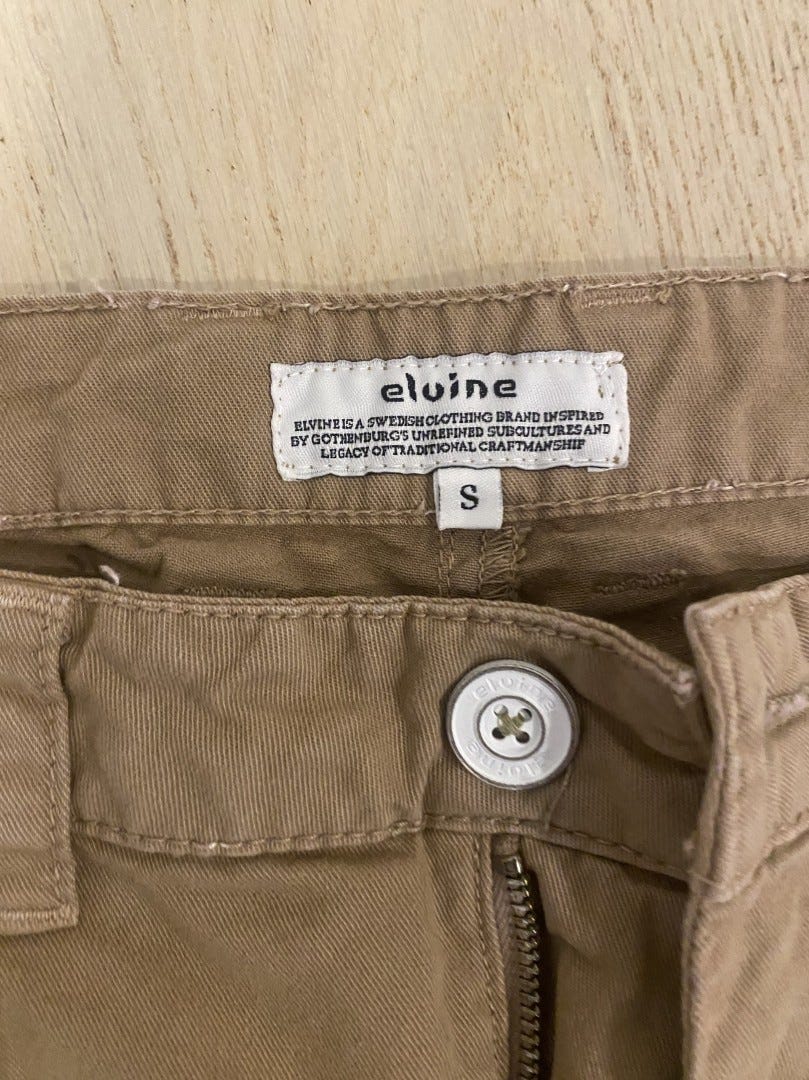 elvine
ELVINE IS A SWEDISH CLOTHING BRAND INSPIRED
BY GOTHENBURG'S UNREFINED SUBCULTURES AND
LEGACY OF TRADITIONAL CRAFTMANSHIP
S
elvine
elvine